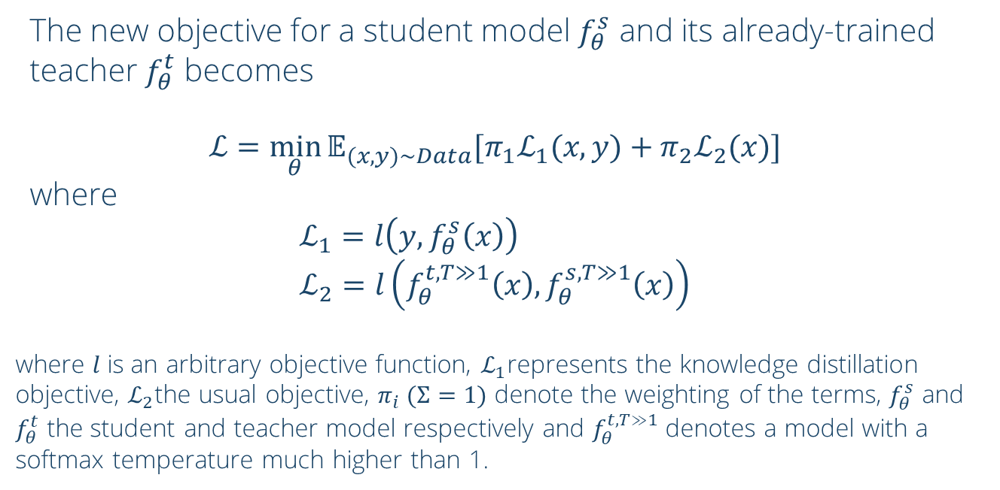 The new objective for a student model $f_\theta^s$ and its already-trained
teacher $f_\theta^t$ becomes
$\mathcal{L} = \min_\theta \mathbb{E}_{(x,y)\sim Data}[\pi_1 \mathcal{L}_1(x, y) + \pi_2 \mathcal{L}_2(x)]$
where
$\mathcal{L}_1 = l(y, f_\theta^s(x))$
$\mathcal{L}_2 = l\left(f_\theta^{t,T\gg 1}(x), f_\theta^{s,T\gg 1}(x)\right)$
where $l$ is an arbitrary objective function, $\mathcal{L}_1$ represents the knowledge distillation
objective, $\mathcal{L}_2$ the usual objective, $\pi_i$ $(\Sigma = 1)$ denote the weighting of the terms, $f_\theta^s$ and
$f_\theta^t$ the student and teacher model respectively and $f_\theta^{t,T\gg 1}$ denotes a model with a
softmax temperature much higher than 1.